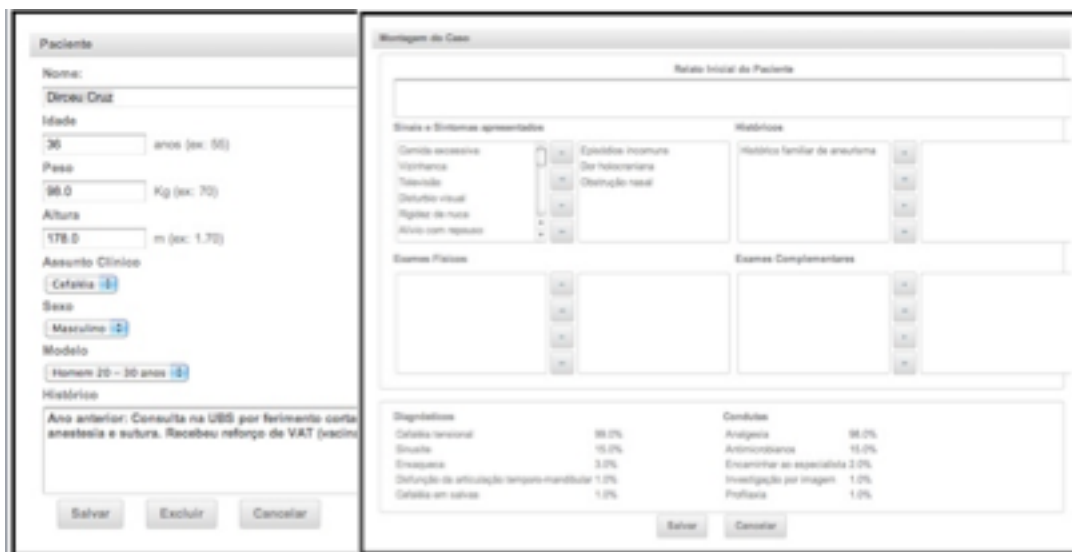 Paciente
Nome:
Dirceu Cruz
Idade
36 anos (ex: 55)
Peso
98.0 Kg (ex: 70)
Altura
178.0 m (ex: 1.70)
Assunto Clínico
Cefaléia
Sexo
Masculino
Modelo
Homem 20 - 30 anos
Histórico
Ano anterior: Consulta na UBS por ferimento corta
anestesia e sutura. Recebeu reforço de VAT (vacin
Salvar Excluir Cancelar
Montagem do Caso
Relato Inicial do Paciente
Sinais e Sintomas apresentados
Comida excessiva
Vizinhança
Televisão
Distúrbio visual
Rigidez de nuca
Alívio com repouso
Episódios incomuns
Dor holocraniana
Obstrução nasal
Históricos
Histórico familiar de aneurisma
Exames Físicos
Exames Complementares
Diagnósticos
Cefaléia tensional 99.0%
Sinusite 15.0%
Enxaqueca 3.0%
Disfunção da articulação temporo-mandibular 1.0%
Cefaléia em salvas 1.0%
Condutas
Analgesia 98.0%
Antimicrobianos 15.0%
Encaminhar ao especialista 2.0%
Investigação por imagem 1.0%
Profilaxia 1.0%
Salvar Cancelar